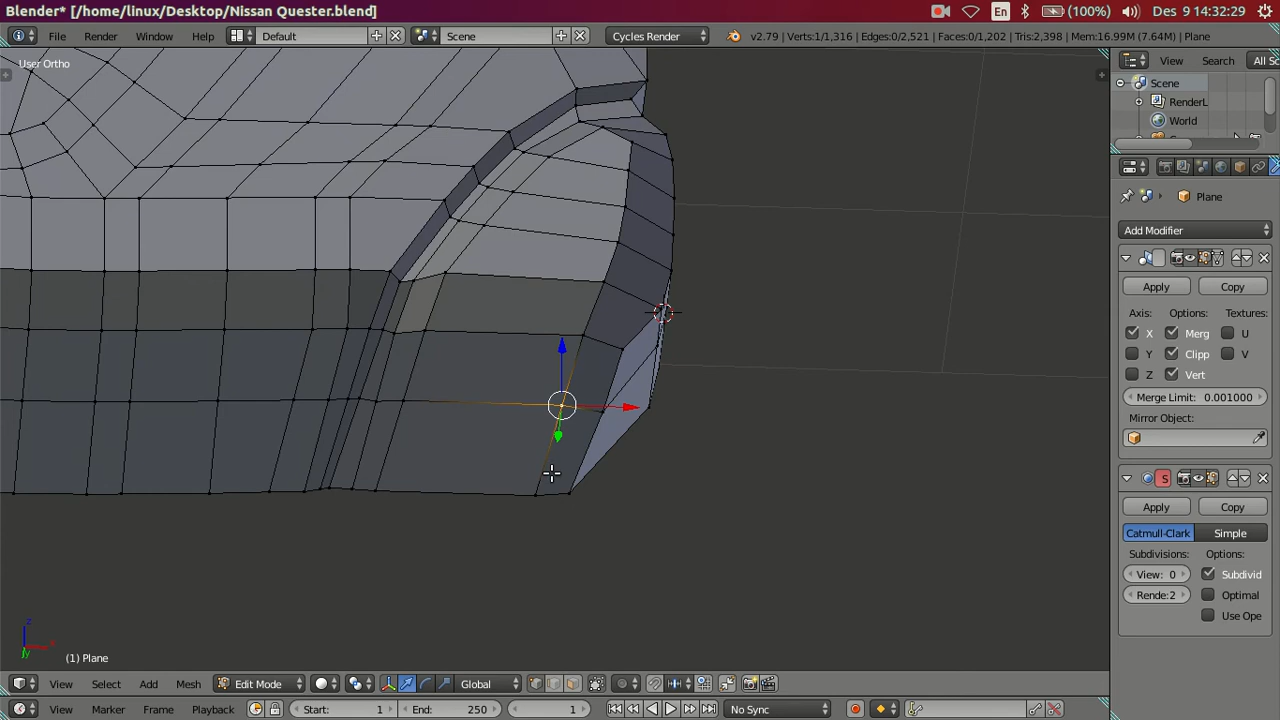 Blender* [/home/linux/Desktop/Nissan Quester.blend]
En (100%) Des 9 14:32:29
File Render Window Help Default Scene Cycles Render v2.79 | Verts:1/1,316 | Edges:0/2,521 | Faces:0/1,202 | Tris:2,398 | Mem:16.99M (7.64M) | Plane
User Ortho
View Search All Sc
Scene
RenderL
World
Plane
Add Modifier
Apply Copy
Axis: Options: Textures:
X Merg U
Y Clipp V
Z Vert
Merge Limit: 0.001000
Mirror Object:
S
Apply Copy
Catmull-Clark Simple
Subdivisions: Options:
View: 0 Subdivid
Rende:2 Optimal
Use Ope
z
x
y
(1) Plane
View Select Add Mesh Edit Mode Global
View Marker Frame Playback Start: 1 End: 250 1 No Sync